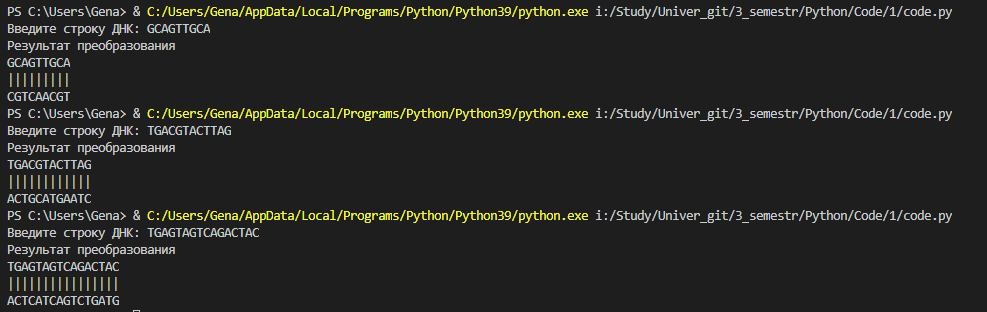 PS C:\Users\Gena> & C:/Users/Gena/AppData/Local/Programs/Python/Python39/python.exe i:/Study/Univer_git/3_semestr/Python/Code/1/code.py
Введите строку ДНК: GCAGTTGCA
Результат преобразования
GCAGTTGCA
|||||||||
CGTCAACGT
PS C:\Users\Gena> & C:/Users/Gena/AppData/Local/Programs/Python/Python39/python.exe i:/Study/Univer_git/3_semestr/Python/Code/1/code.py
Введите строку ДНК: TGACGTACTTAG
Результат преобразования
TGACGTACTTAG
||||||||||||
ACTGCATGAATC
PS C:\Users\Gena> & C:/Users/Gena/AppData/Local/Programs/Python/Python39/python.exe i:/Study/Univer_git/3_semestr/Python/Code/1/code.py
Введите строку ДНК: TGAGTAGTCAGACTAC
Результат преобразования
TGAGTAGTCAGACTAC
||||||||||||||||
ACTCATCAGTCTGATG